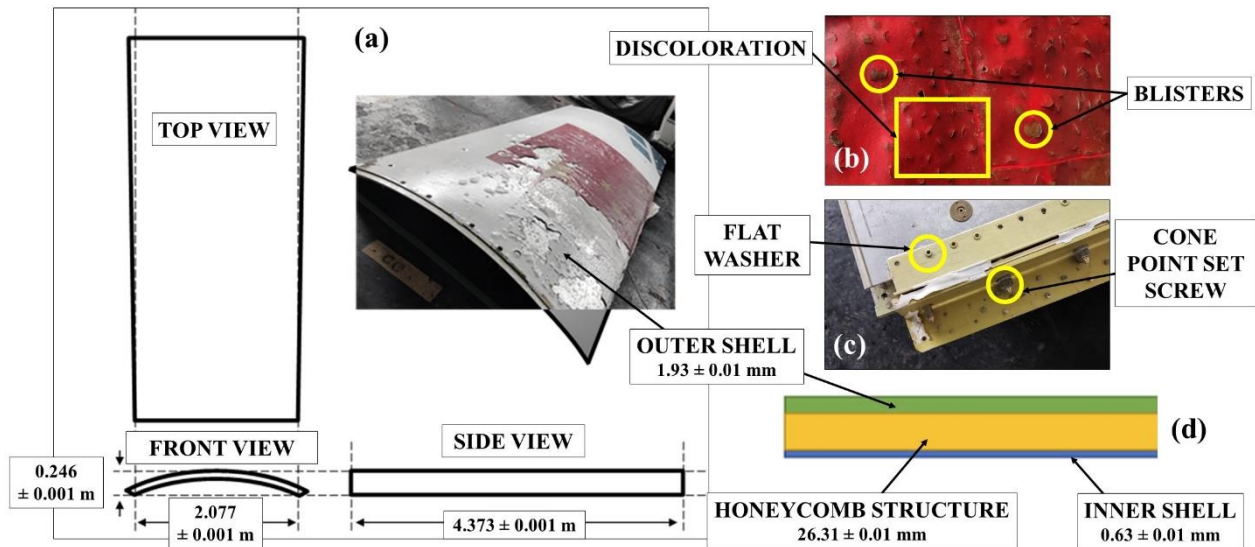 (a)
TOP VIEW
FRONT VIEW
SIDE VIEW
0.246
± 0.001 m
2.077
± 0.001 m
4.373 ± 0.001 m
OUTER SHELL
1.93 ± 0.01 mm
DISCOLORATION
BLISTERS
(b)
FLAT
WASHER
CONE
POINT SET
SCREW
(c)
(d)
HONEYCOMB STRUCTURE
26.31 ± 0.01 mm
INNER SHELL
0.63 ± 0.01 mm